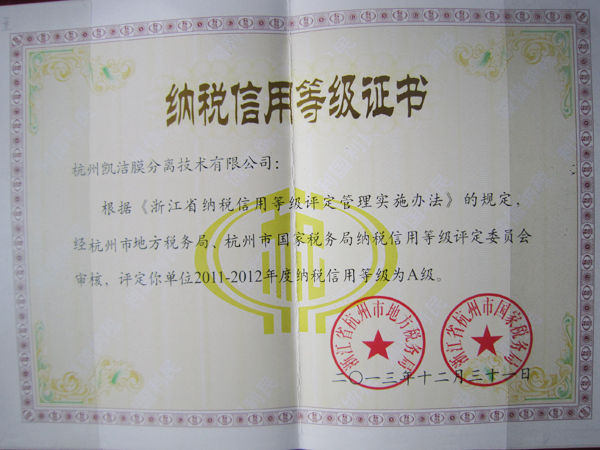 纳税信用等级证书
杭州凯洁膜分离技术有限公司：
根据《浙江省纳税信用等级评定管理实施办法》的规定，
经杭州市地方税务局、杭州市国家税务局纳税信用等级评定委员会
审核，评定你单位2011-2012年度纳税信用等级为A级。
浙江省杭州市地方税务局
浙江省杭州市国家税务局
二〇一三年十二月三十一日